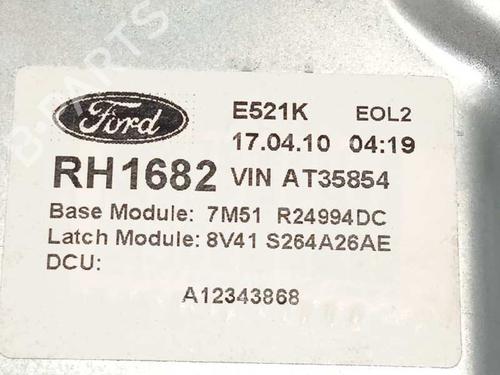 Ford
E521K EOL2
17.04.10 04:19
RH1682 VIN AT35854
Base Module: 7M51 R24994DC
Latch Module: 8V41 S264A26AE
DCU:
A12343868
B-PARTS